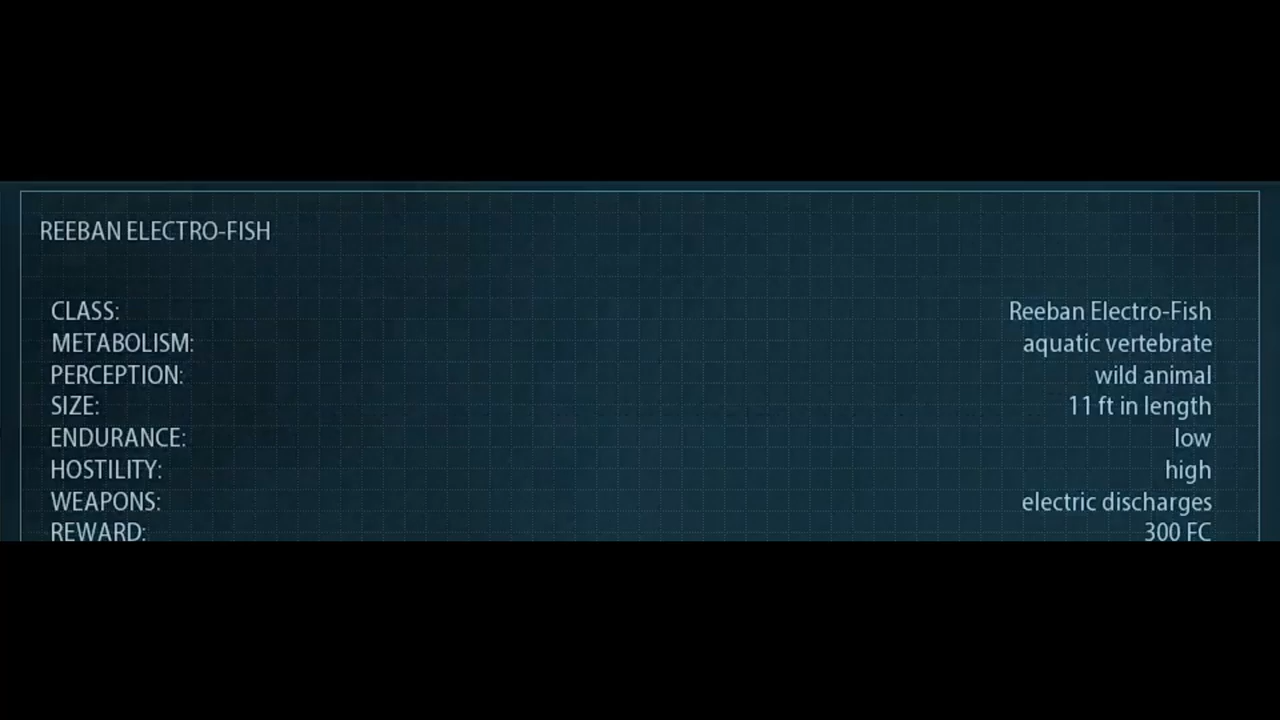 REEBAN ELECTRO-FISH
CLASS: Reeban Electro-Fish
METABOLISM: aquatic vertebrate
PERCEPTION: wild animal
SIZE: 11 ft in length
ENDURANCE: low
HOSTILITY: high
WEAPONS: electric discharges
REWARD: 300 FC